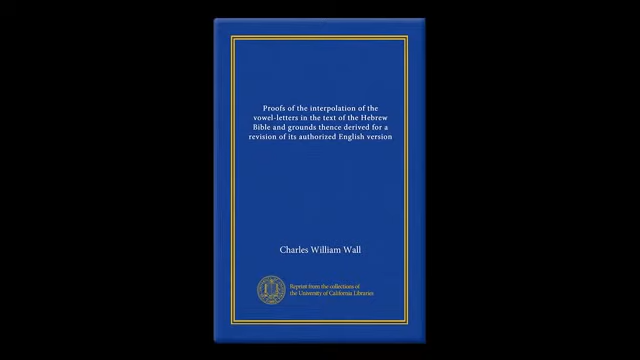 Proofs of the interpolation of the
vowel-letters in the text of the Hebrew
Bible and grounds thence derived for a
revision of its authorized English version
Charles William Wall
Reprint from the collections of
the University of California Libraries